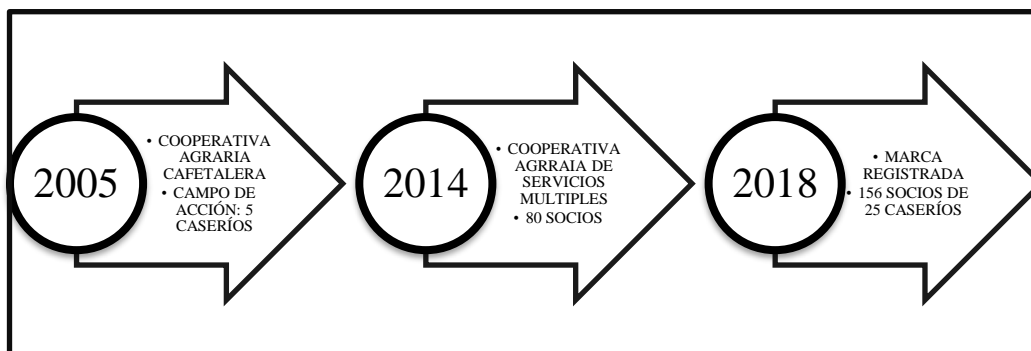 2005
• COOPERATIVA
AGRARIA
CAFETALERA
• CAMPO DE
ACCIÓN: 5
CASERÍOS
2014
• COOPERATIVA
AGRRAIA DE
SERVICIOS
MULTIPLES
• 80 SOCIOS
2018
• MARCA
REGISTRADA
• 156 SOCIOS DE
25 CASERÍOS